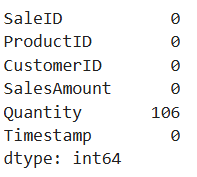 SaleID 0
ProductID 0
CustomerID 0
SalesAmount 0
Quantity 106
Timestamp 0
dtype: int64